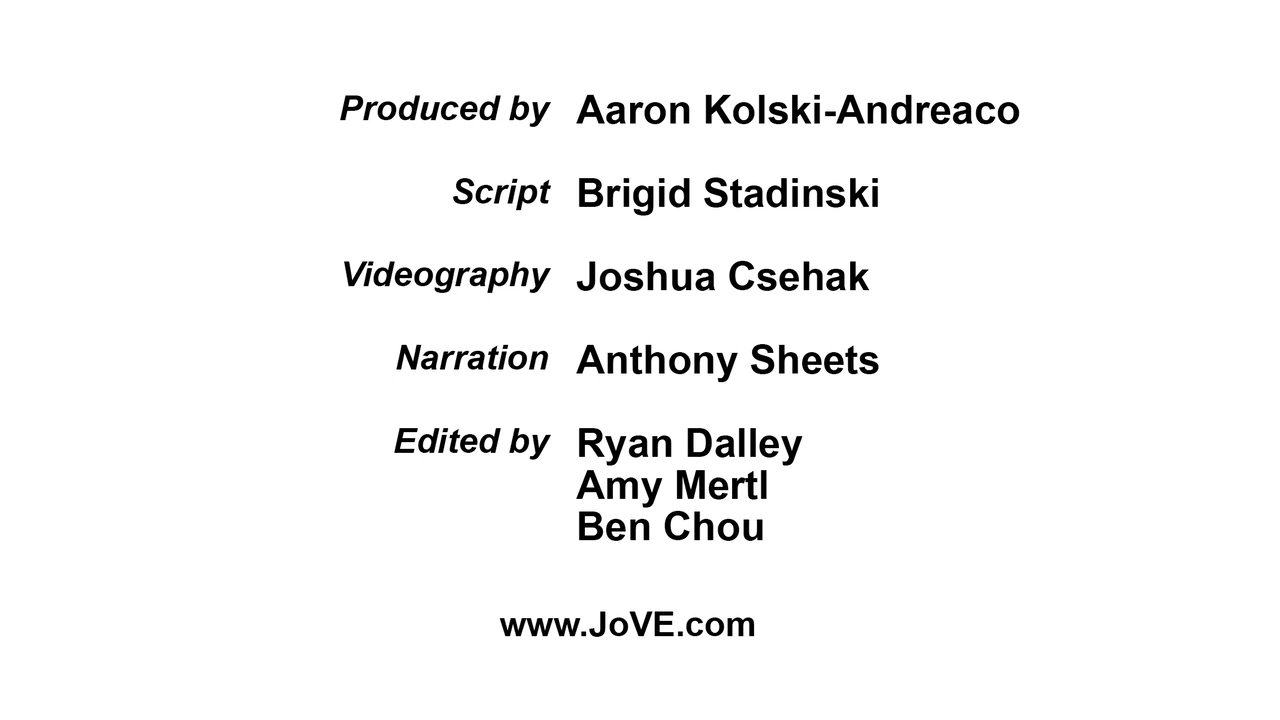 Produced by Aaron Kolski-Andreaco
Script Brigid Stadinski
Videography Joshua Csehak
Narration Anthony Sheets
Edited by Ryan Dalley
Amy Mertl
Ben Chou
www.JoVE.com